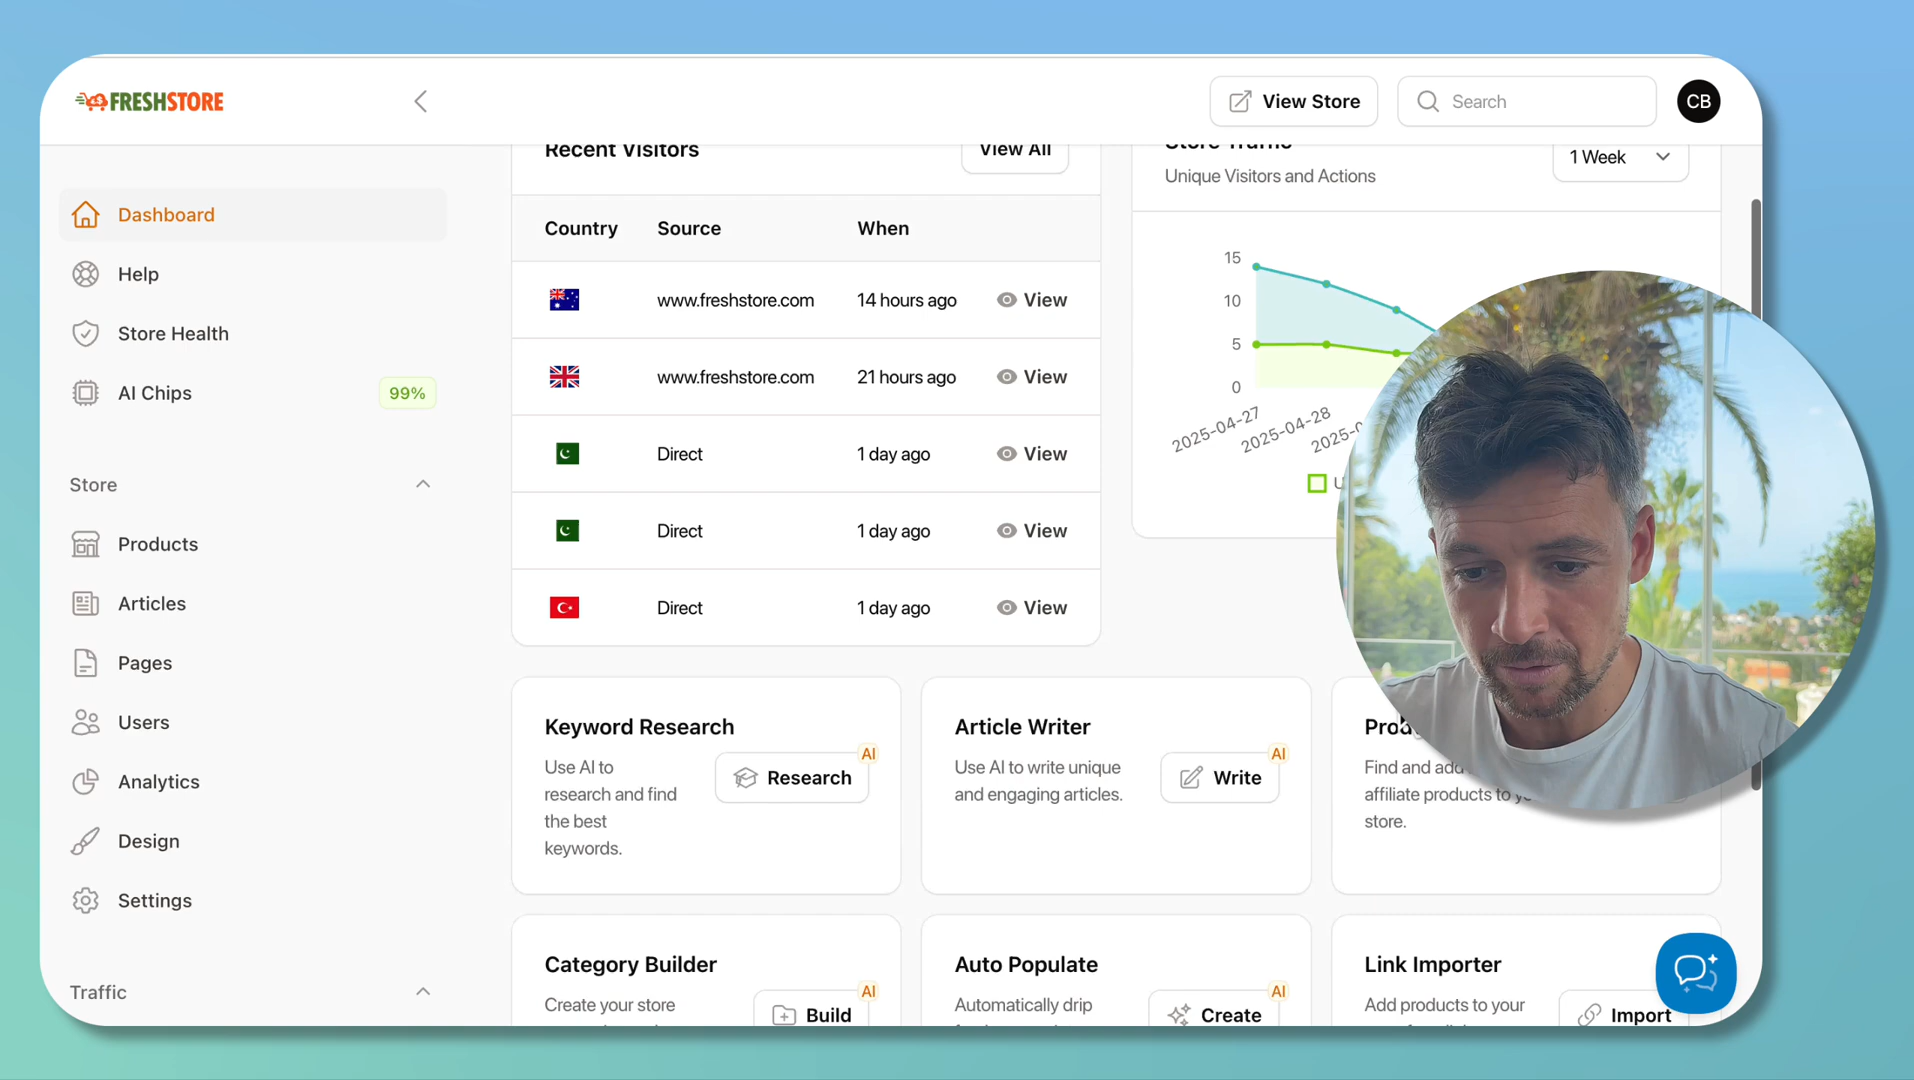 FRESHSTORE
View Store
Search
CB
Dashboard
Help
Store Health
AI Chips
99%
Store
Products
Articles
Pages
Users
Analytics
Design
Settings
Traffic
Recent Visitors
View All
Country Source When
www.freshstore.com 14 hours ago View
www.freshstore.com 21 hours ago View
Direct 1 day ago View
Direct 1 day ago View
Direct 1 day ago View
Store Traffic
Unique Visitors and Actions
1 Week
15
10
5
0
2025-04-27
2025-04-28
Keyword Research
Use AI to
research and find
the best
keywords.
AI
Research
Article Writer
Use AI to write unique
and engaging articles.
AI
Write
Find and add
affiliate products to
store.
Category Builder
Create your store
AI
Build
Auto Populate
Automatically drip
AI
Create
Link Importer
Add products to your
Import